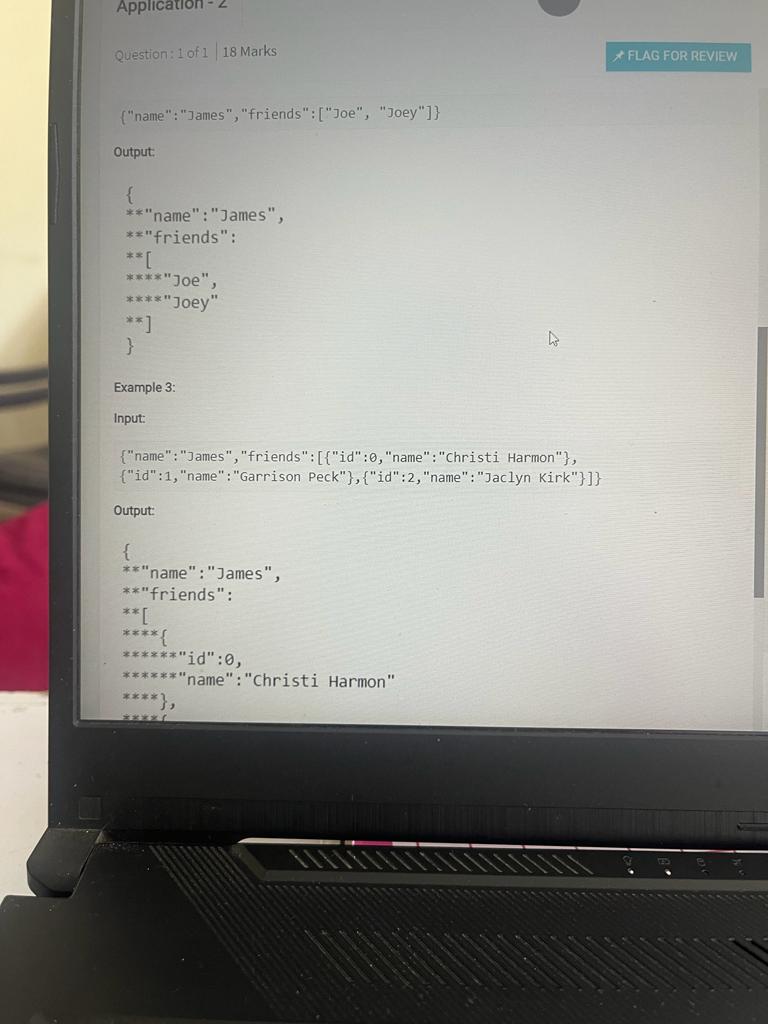 Application - 2
Question : 1 of 1 | 18 Marks
FLAG FOR REVIEW
{"name":"James","friends":["Joe", "Joey"]}
Output:
{
**"name":"James",
**"friends":
**[
****"Joe",
****"Joey"
**]
}
Example 3:
Input:
{"name":"James","friends":[{"id":0,"name":"Christi Harmon"},
{"id":1,"name":"Garrison Peck"},{"id":2,"name":"Jaclyn Kirk"}]}
Output:
{
**"name":"James",
**"friends":
**[
****{
******"id":0,
******"name":"Christi Harmon"
****},
****{